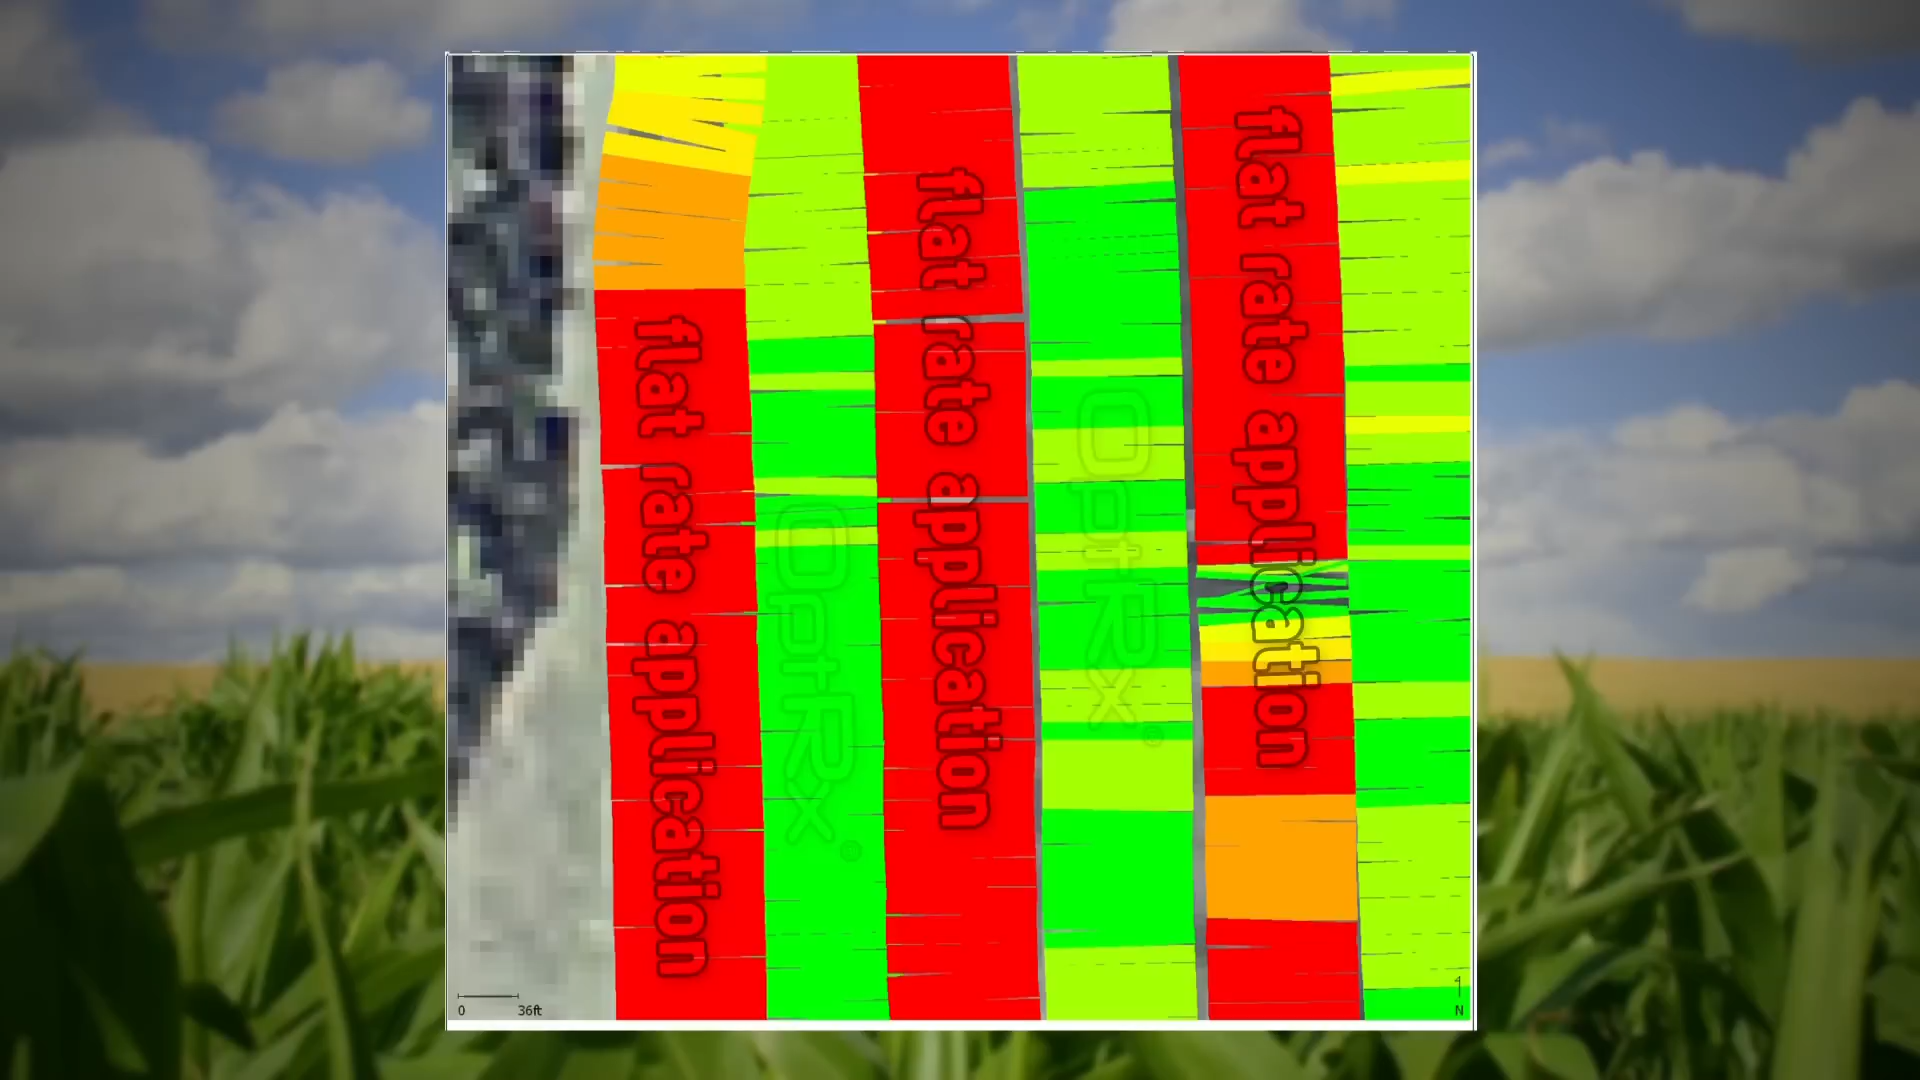 flat rate application
OptRx®
flat rate application
OptRx®
flat rate application
0 36ft
N